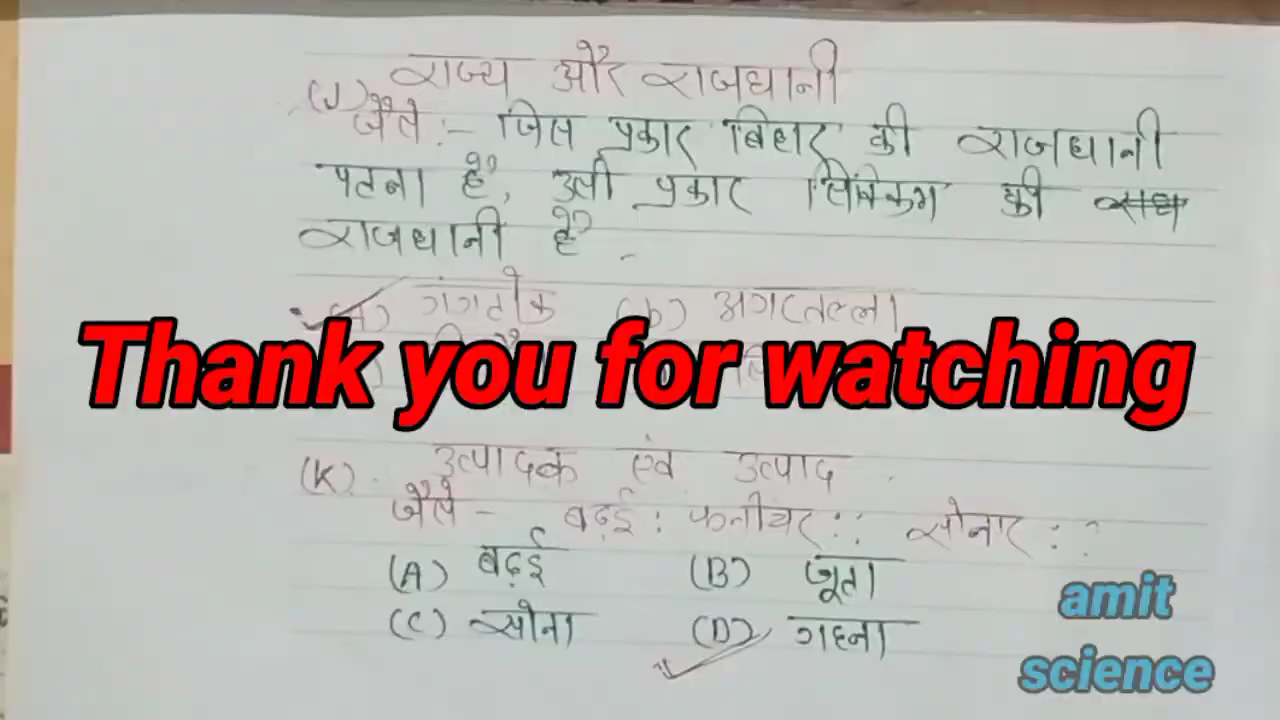 राज्य और राजधानी
(J) जैसे :- जिस प्रकार बिहार की राजधानी
पटना है, उसी प्रकार सिक्किम की
राजधानी है?
(A) गंगटोक (b) अगरतल्ला
Thank you for watching
(K). उत्पादक एवं उत्पाद
जैसे - बढ़ई : फर्नीचर :: सोनार : ?
(A) बढ़ई (B) जूता
(C) सोना (D) गहना
amit
science